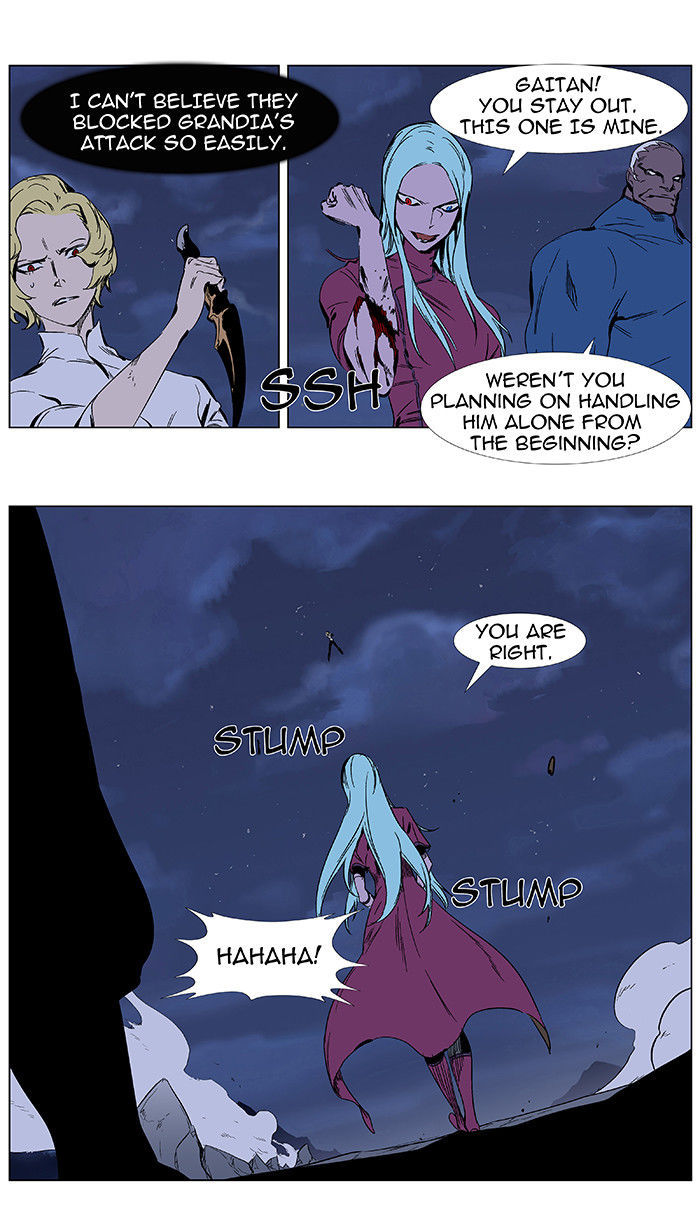 I CAN'T BELIEVE THEY
BLOCKED GRANDIA'S
ATTACK SO EASILY.
GAITAN!
YOU STAY OUT.
THIS ONE IS MINE.
SSH
WEREN'T YOU
PLANNING ON HANDLING
HIM ALONE FROM
THE BEGINNING?
YOU ARE
RIGHT.
STUMP
STUMP
HAHAHA!